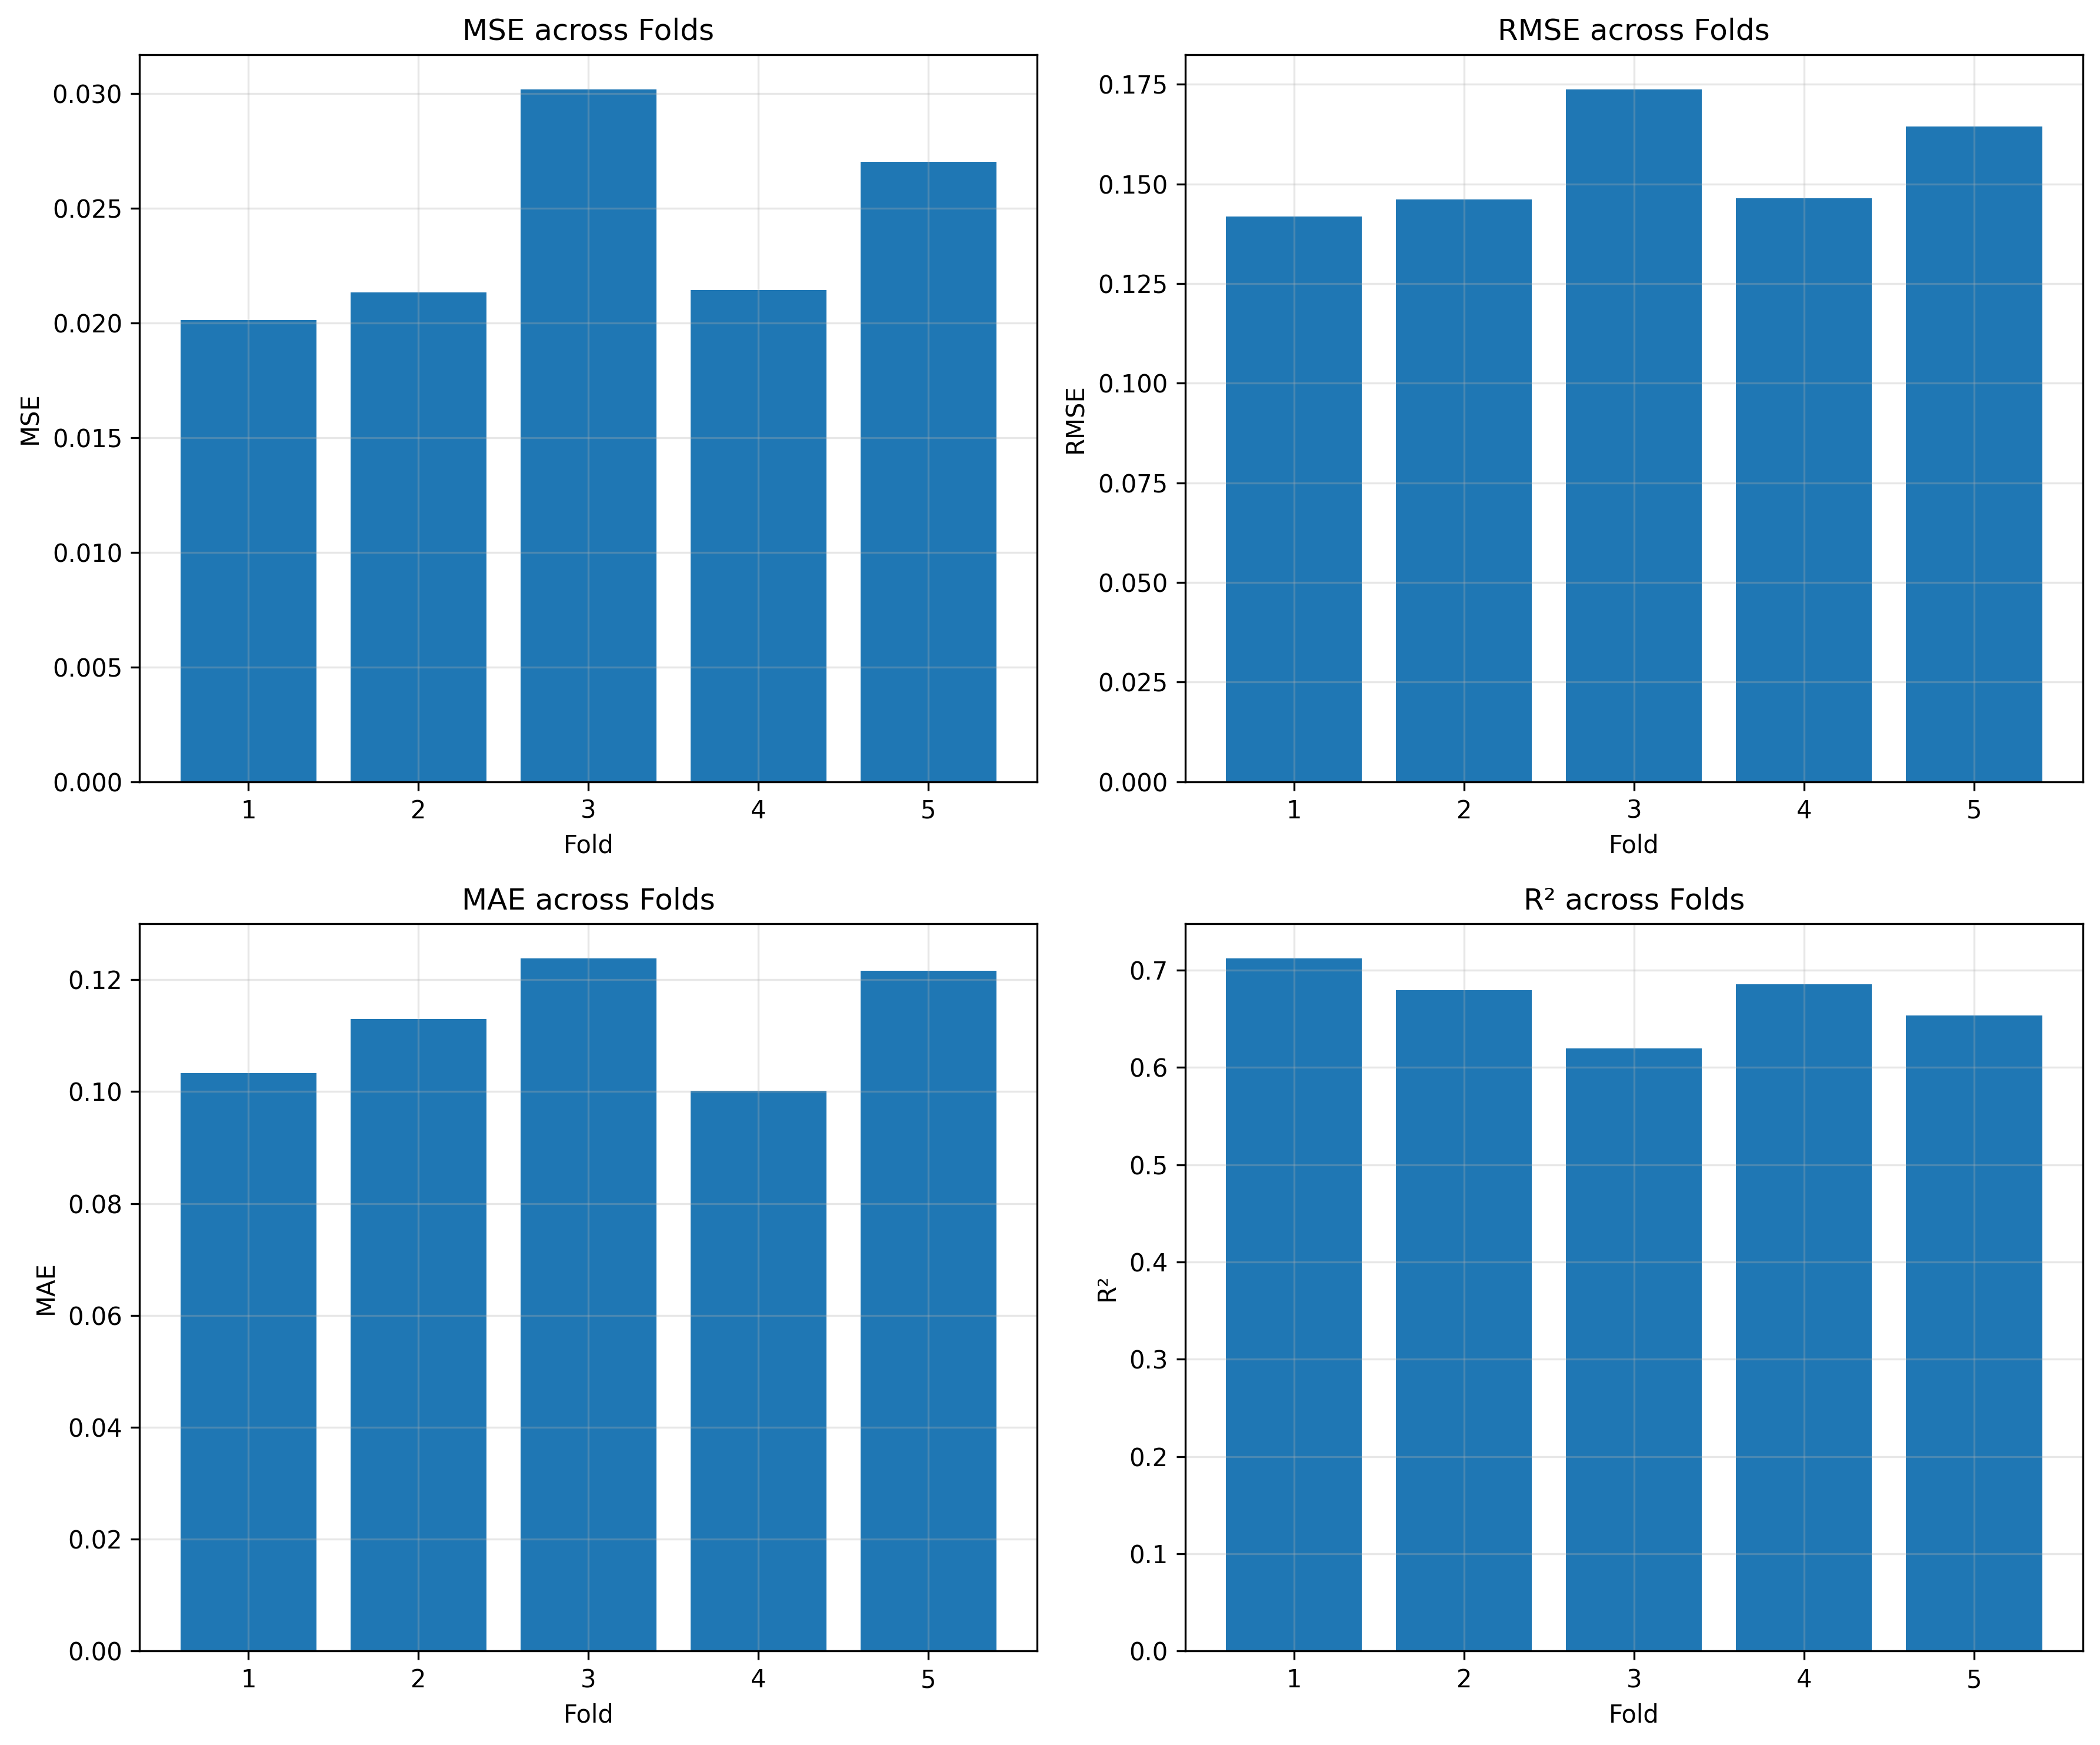 MSE across Folds
MSE
0.030
0.025
0.020
0.015
0.010
0.005
0.000
1 2 3 4 5
Fold
RMSE across Folds
RMSE
0.175
0.150
0.125
0.100
0.075
0.050
0.025
0.000
1 2 3 4 5
Fold
MAE across Folds
MAE
0.12
0.10
0.08
0.06
0.04
0.02
0.00
1 2 3 4 5
Fold
R² across Folds
R²
0.7
0.6
0.5
0.4
0.3
0.2
0.1
0.0
1 2 3 4 5
Fold